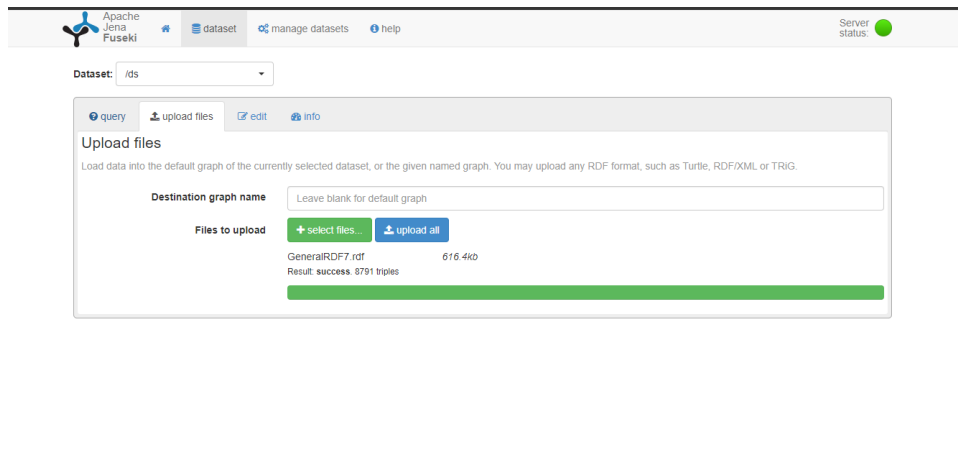 Apache
Jena
Fuseki
dataset
manage datasets
help
Server
status:
Dataset:
/ds
query
upload files
edit
info
Upload files
Load data into the default graph of the currently selected dataset, or the given named graph. You may upload any RDF format, such as Turtle, RDF/XML or TRiG.
Destination graph name
Leave blank for default graph
Files to upload
select files...
upload all
GeneralRDF7.rdf 616.4kb
Result: success. 8791 triples